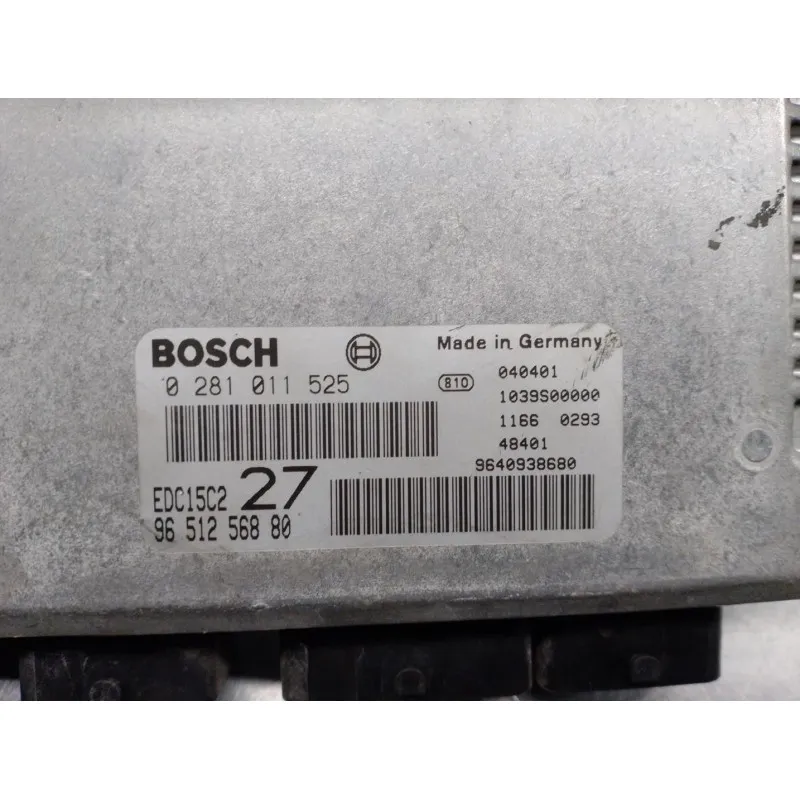 BOSCH
Made in Germany
0 281 011 525
810
040401
1039S00000
1166 0293
48401
9640938680
EDC15C2 27
96 512 568 80